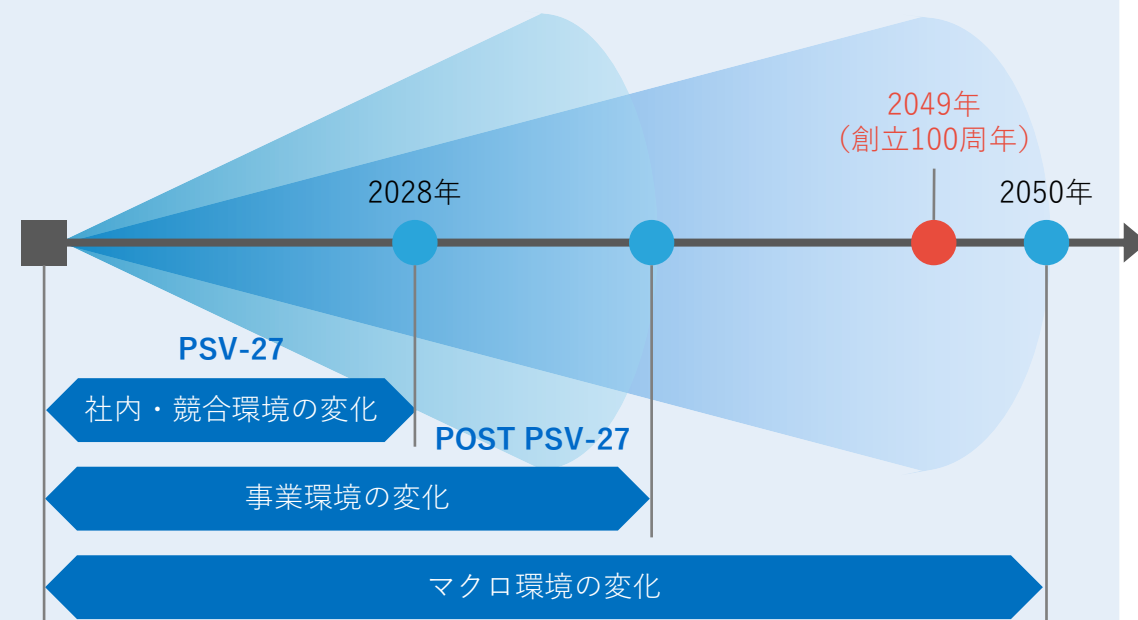 2049年
（創立100周年）
2028年
2050年
PSV-27
社内・競合環境の変化
POST PSV-27
事業環境の変化
マクロ環境の変化